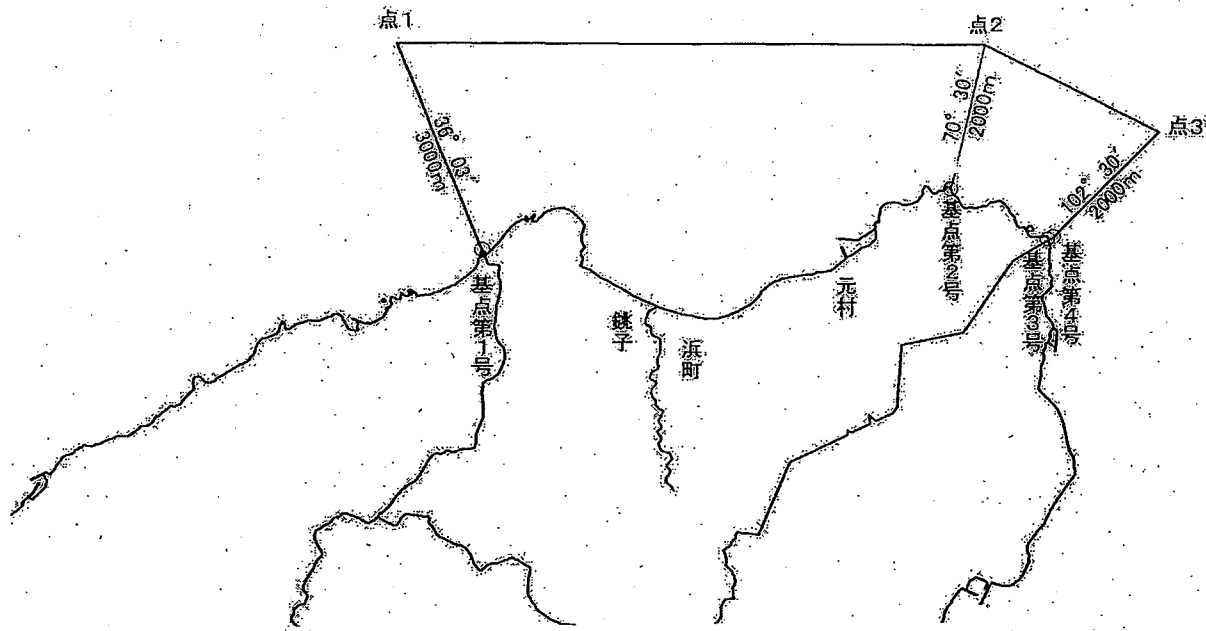 点1
点2
点3
36° 03′
3000m
70° 30′
2000m
102° 30′
2000m
基点第1号
銚子
浜町
元村
基点第2号
基点第3号
基点第4号